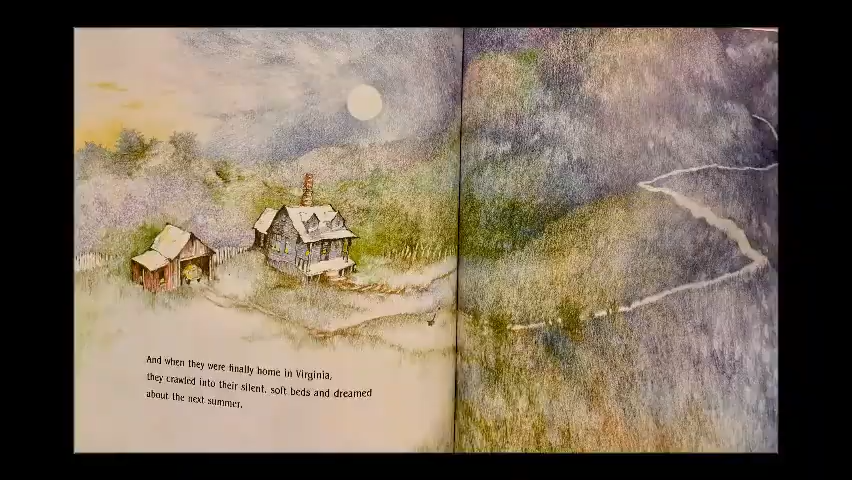 And when they were finally home in Virginia,
they crawled into their silent, soft beds and dreamed
about the next summer.